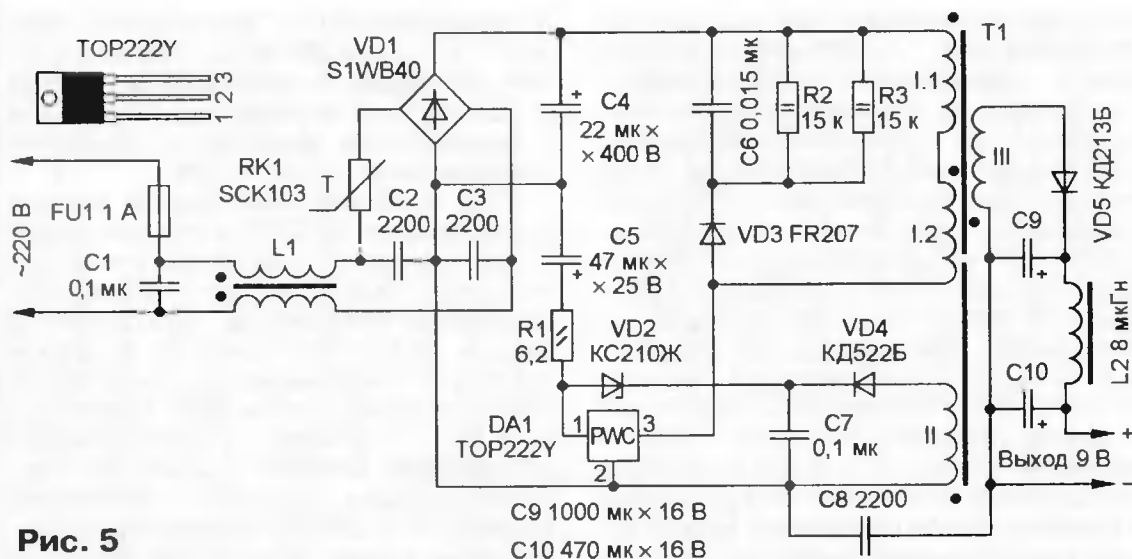 TOP222Y
1 2 3
VD1
S1WB40
RK1
SCK103
T
~220 В
FU1 1 А
C1
0,1 мк
L1
C2
2200
C3
2200
C4
22 мк ×
× 400 В
C5
47 мк ×
× 25 В
R1
6,2
C6 0,015 мк
R2
15 к
R3
15 к
VD3 FR207
VD2
КС210Ж
VD4
КД522Б
DA1
TOP222Y
1
PWC
3
2
C7
0,1 мк
C8 2200
T1
I.1
I.2
II
III
VD5 КД213Б
C9
L2 8 мкГн
C10
+
Выход 9 В
−
C9 1000 мк × 16 В
C10 470 мк × 16 В
Рис. 5